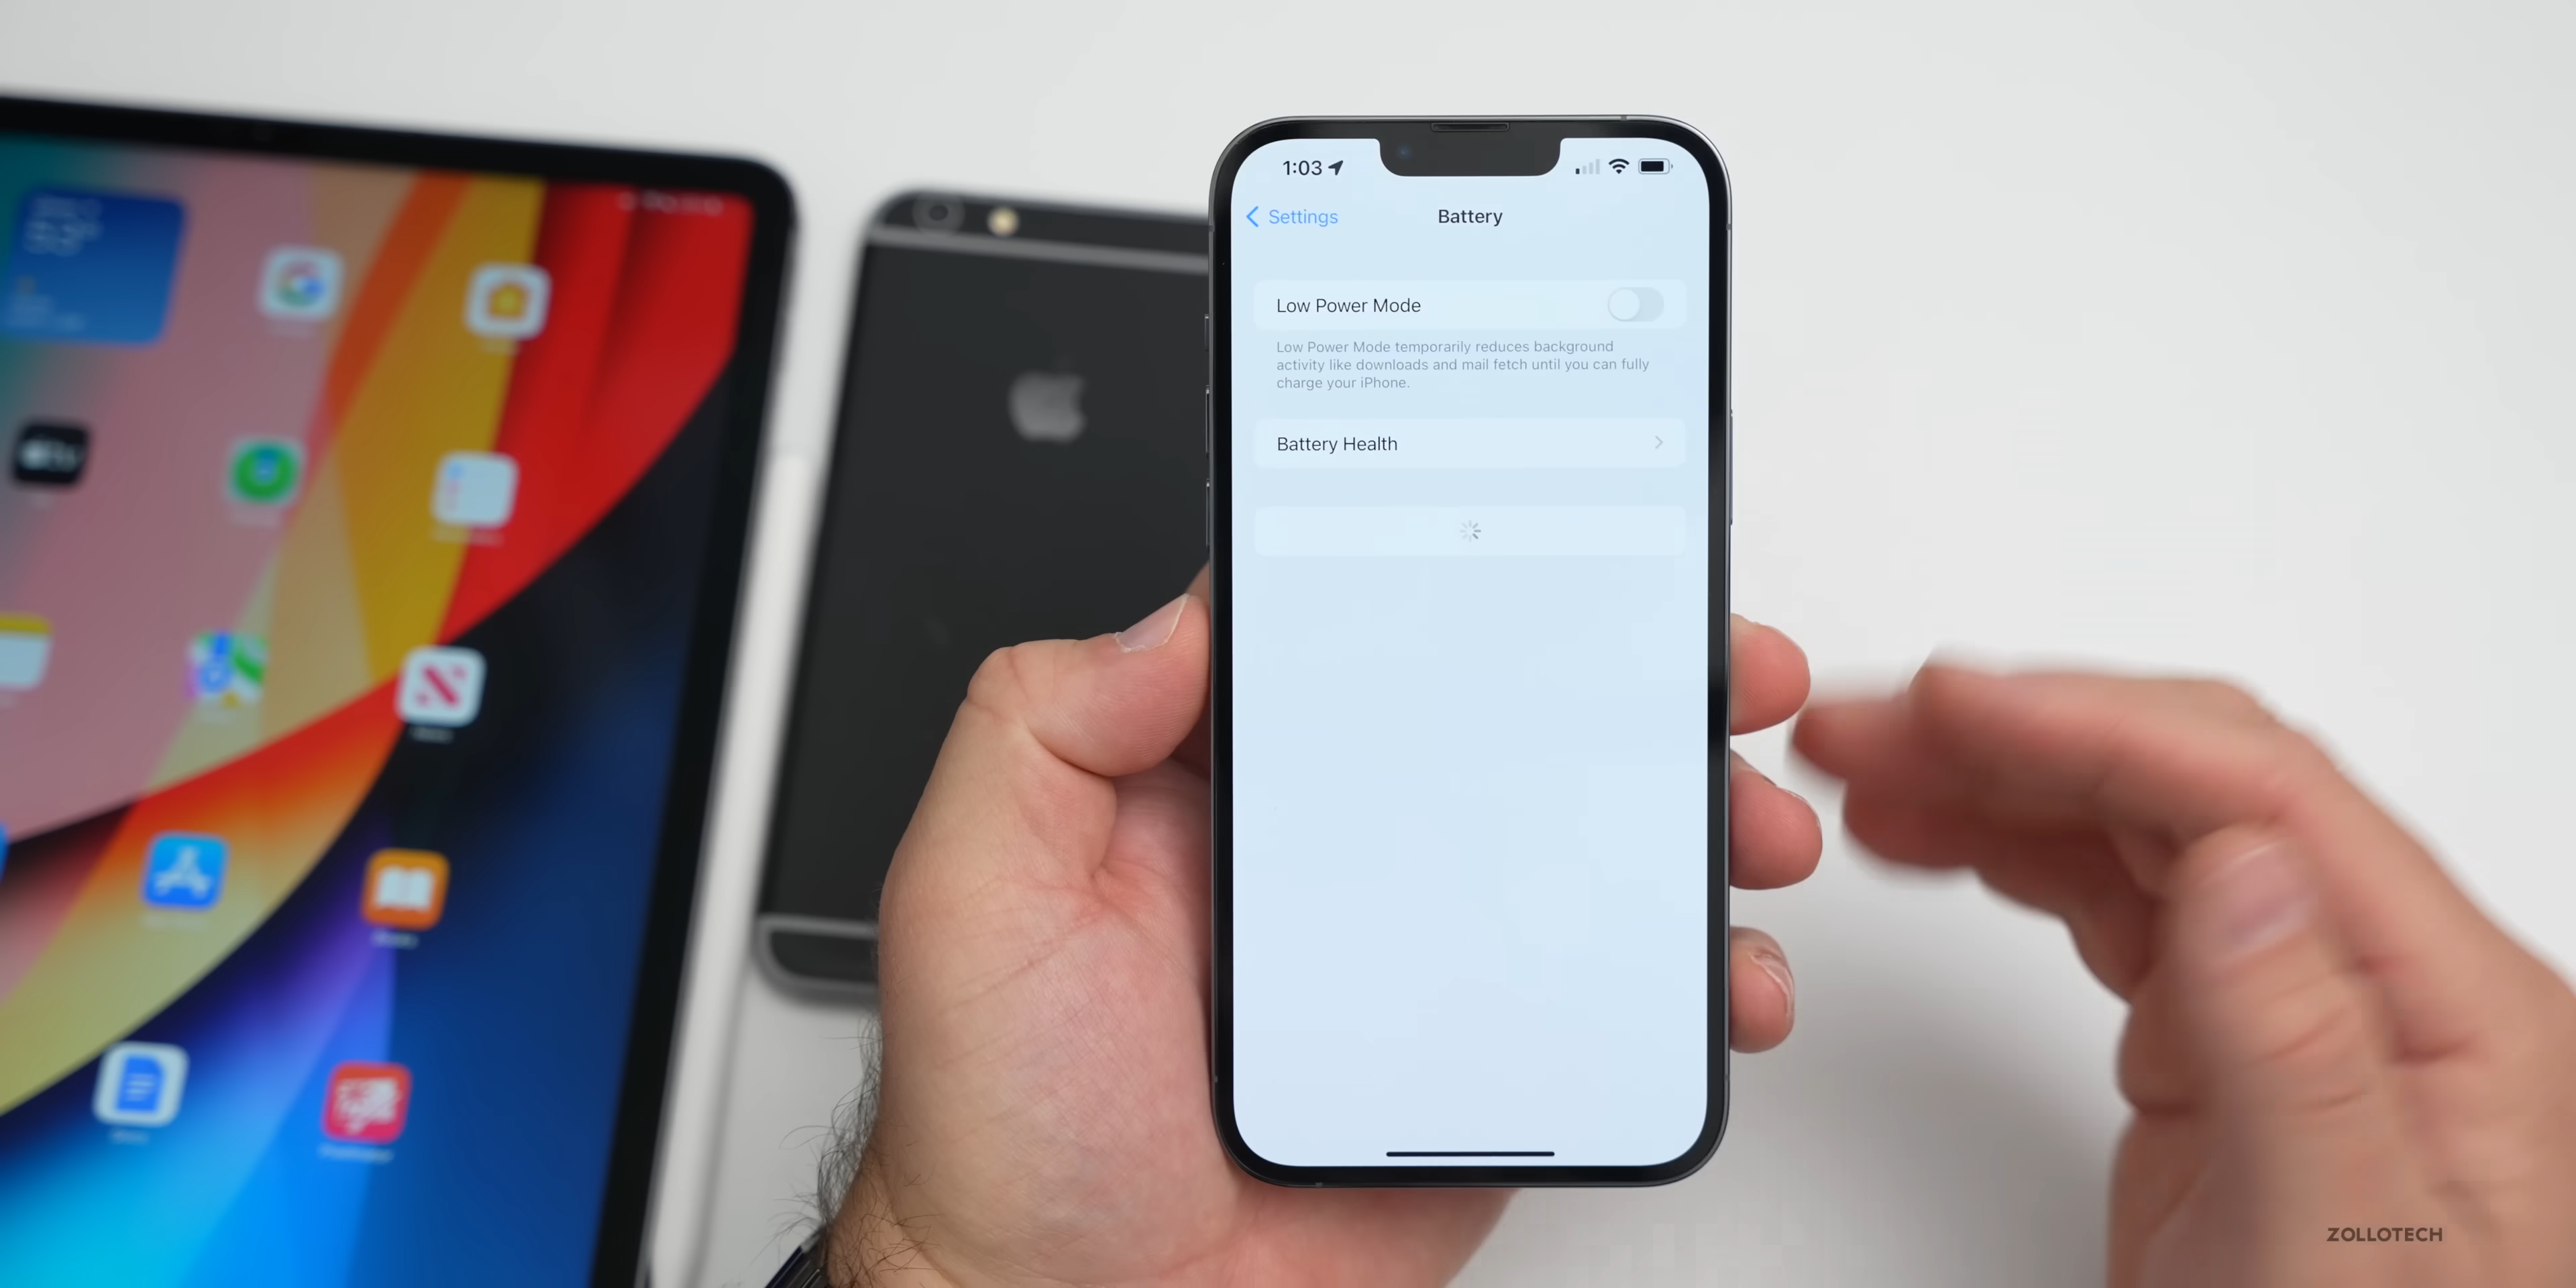 1:03
Settings
Battery
Low Power Mode
Low Power Mode temporarily reduces background
activity like downloads and mail fetch until you can fully
charge your iPhone.
Battery Health
ZOLLOTECH